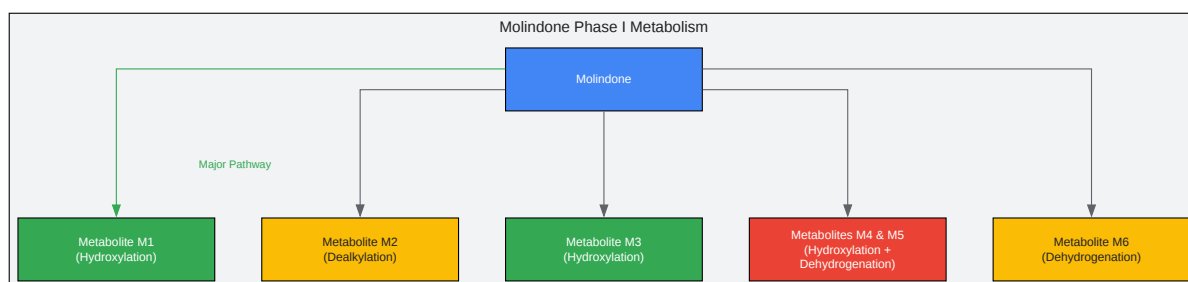 Molindone Phase I Metabolism
Molindone
Major Pathway
Metabolite M1
(Hydroxylation)
Metabolite M2
(Dealkylation)
Metabolite M3
(Hydroxylation)
Metabolites M4 & M5
(Hydroxylation +
Dehydrogenation)
Metabolite M6
(Dehydrogenation)